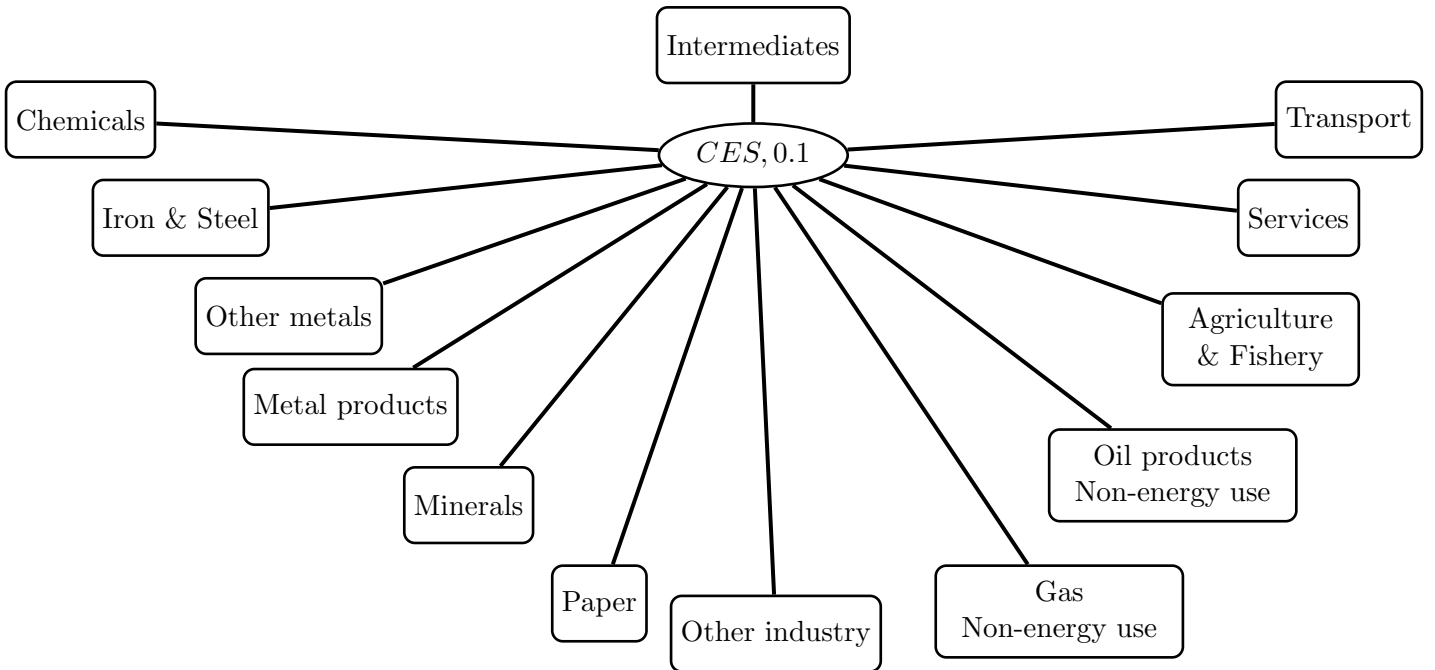 Intermediates
Chemicals
Transport
CES, 0.1
Iron & Steel
Services
Other metals
Agriculture
& Fishery
Metal products
Oil products
Non-energy use
Minerals
Gas
Non-energy use
Paper
Other industry